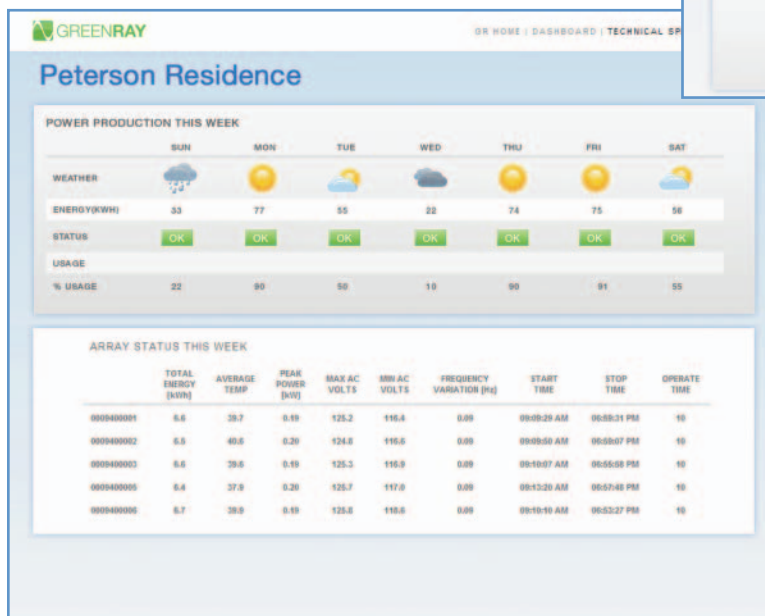 GREENRAY
GR HOME | DASHBOARD | TECHNICAL SP
Peterson Residence
POWER PRODUCTION THIS WEEK
SUN MON TUE WED THU FRI SAT
WEATHER
ENERGY(KWH) 33 77 55 22 74 75 56
STATUS OK OK OK OK OK OK OK
USAGE
% USAGE 22 90 50 10 90 91 55
ARRAY STATUS THIS WEEK
TOTAL ENERGY [kWh] AVERAGE TEMP PEAK POWER [kW] MAX AC VOLTS MIN AC VOLTS FREQUENCY VARIATION [Hz] START TIME STOP TIME OPERATE TIME
0009400001 6.6 39.7 0.19 125.2 116.4 0.09 09:09:29 AM 06:59:31 PM 10
0009400002 40.6 0.20 124.8 116.6 0.09 09:09:50 AM 06:59:07 PM 10
0009400003 6.6 39.8 0.19 125.3 116.9 0.09 09:10:07 AM 06:55:58 PM 10
0009400005 6.4 37.9 0.20 125.7 117.0 0.09 09:13:20 AM 06:57:48 PM 10
0009400006 6.7 39.9 0.19 125.8 0.09 09:10:10 AM 06:53:27 PM 10